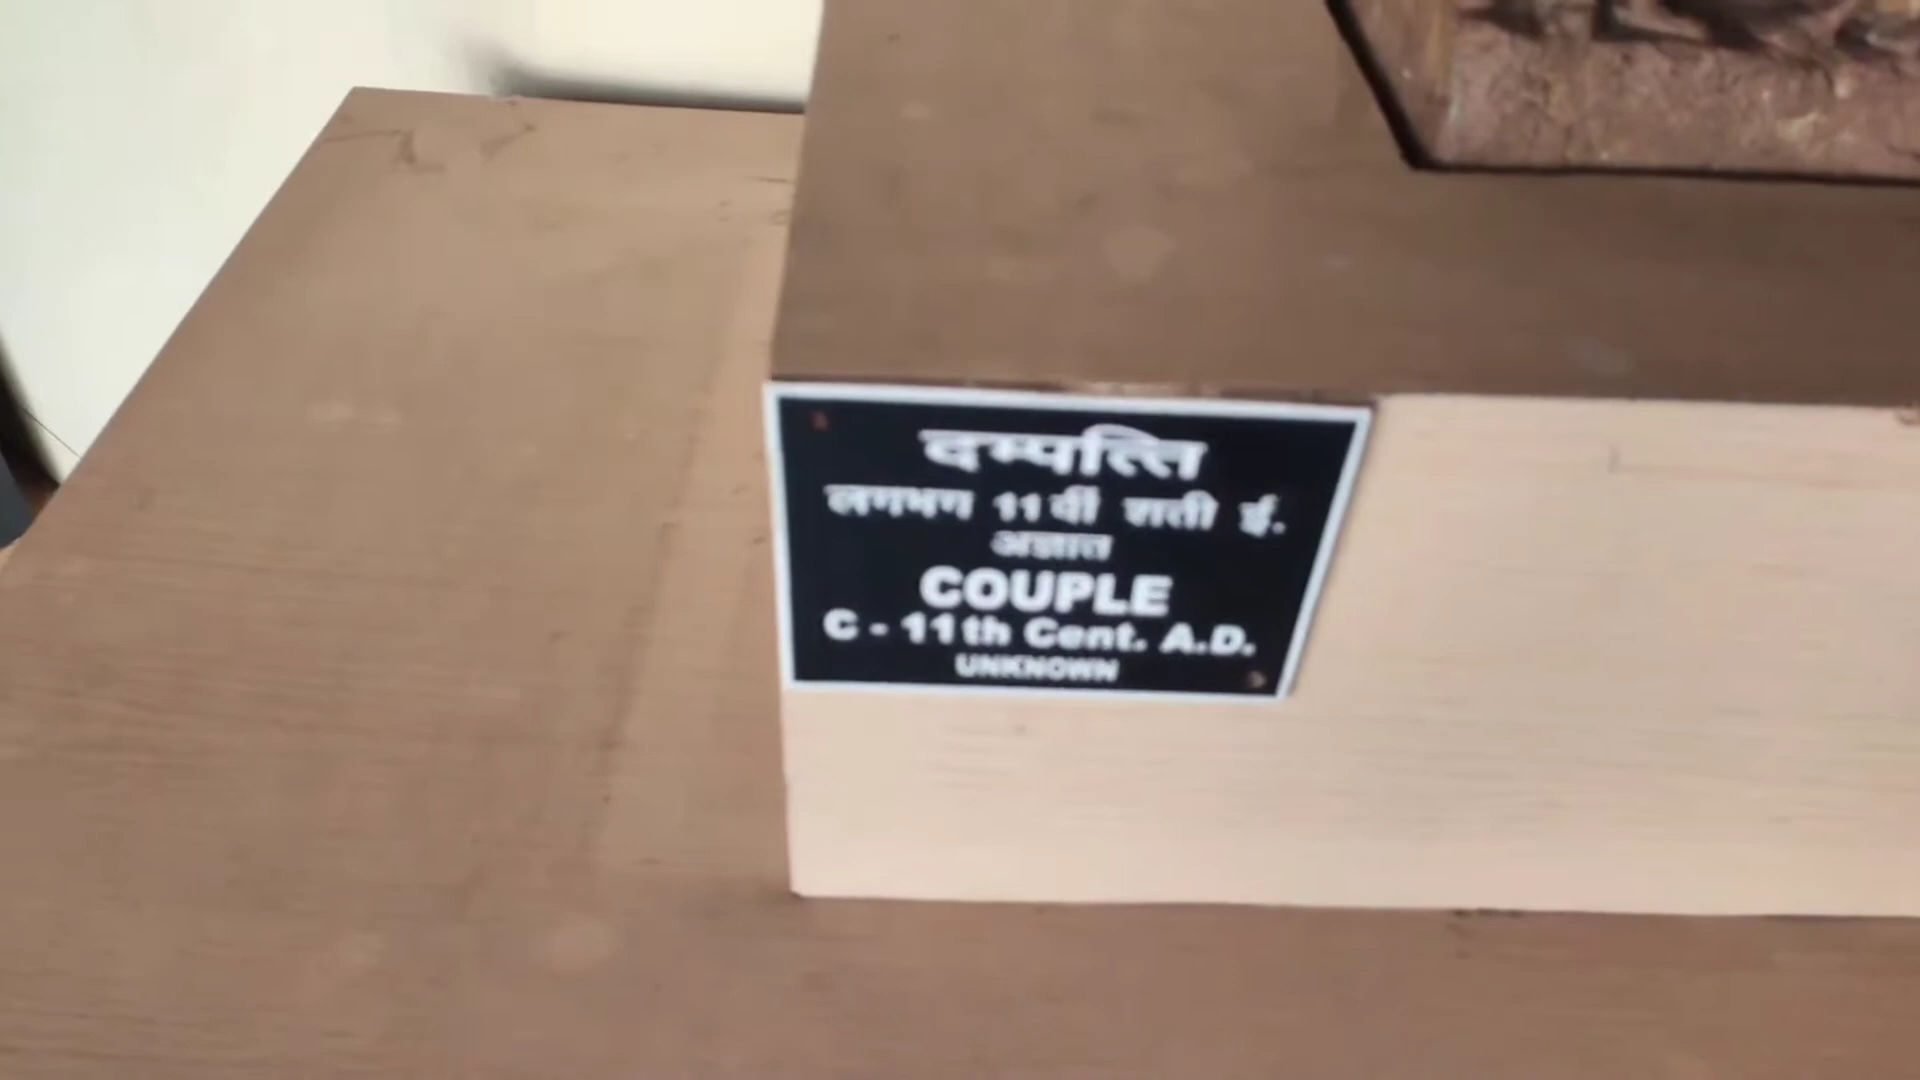 दम्पत्ति
लगभग 11वीं शती ई.
अज्ञात
COUPLE
C - 11th Cent. A.D.
UNKNOWN